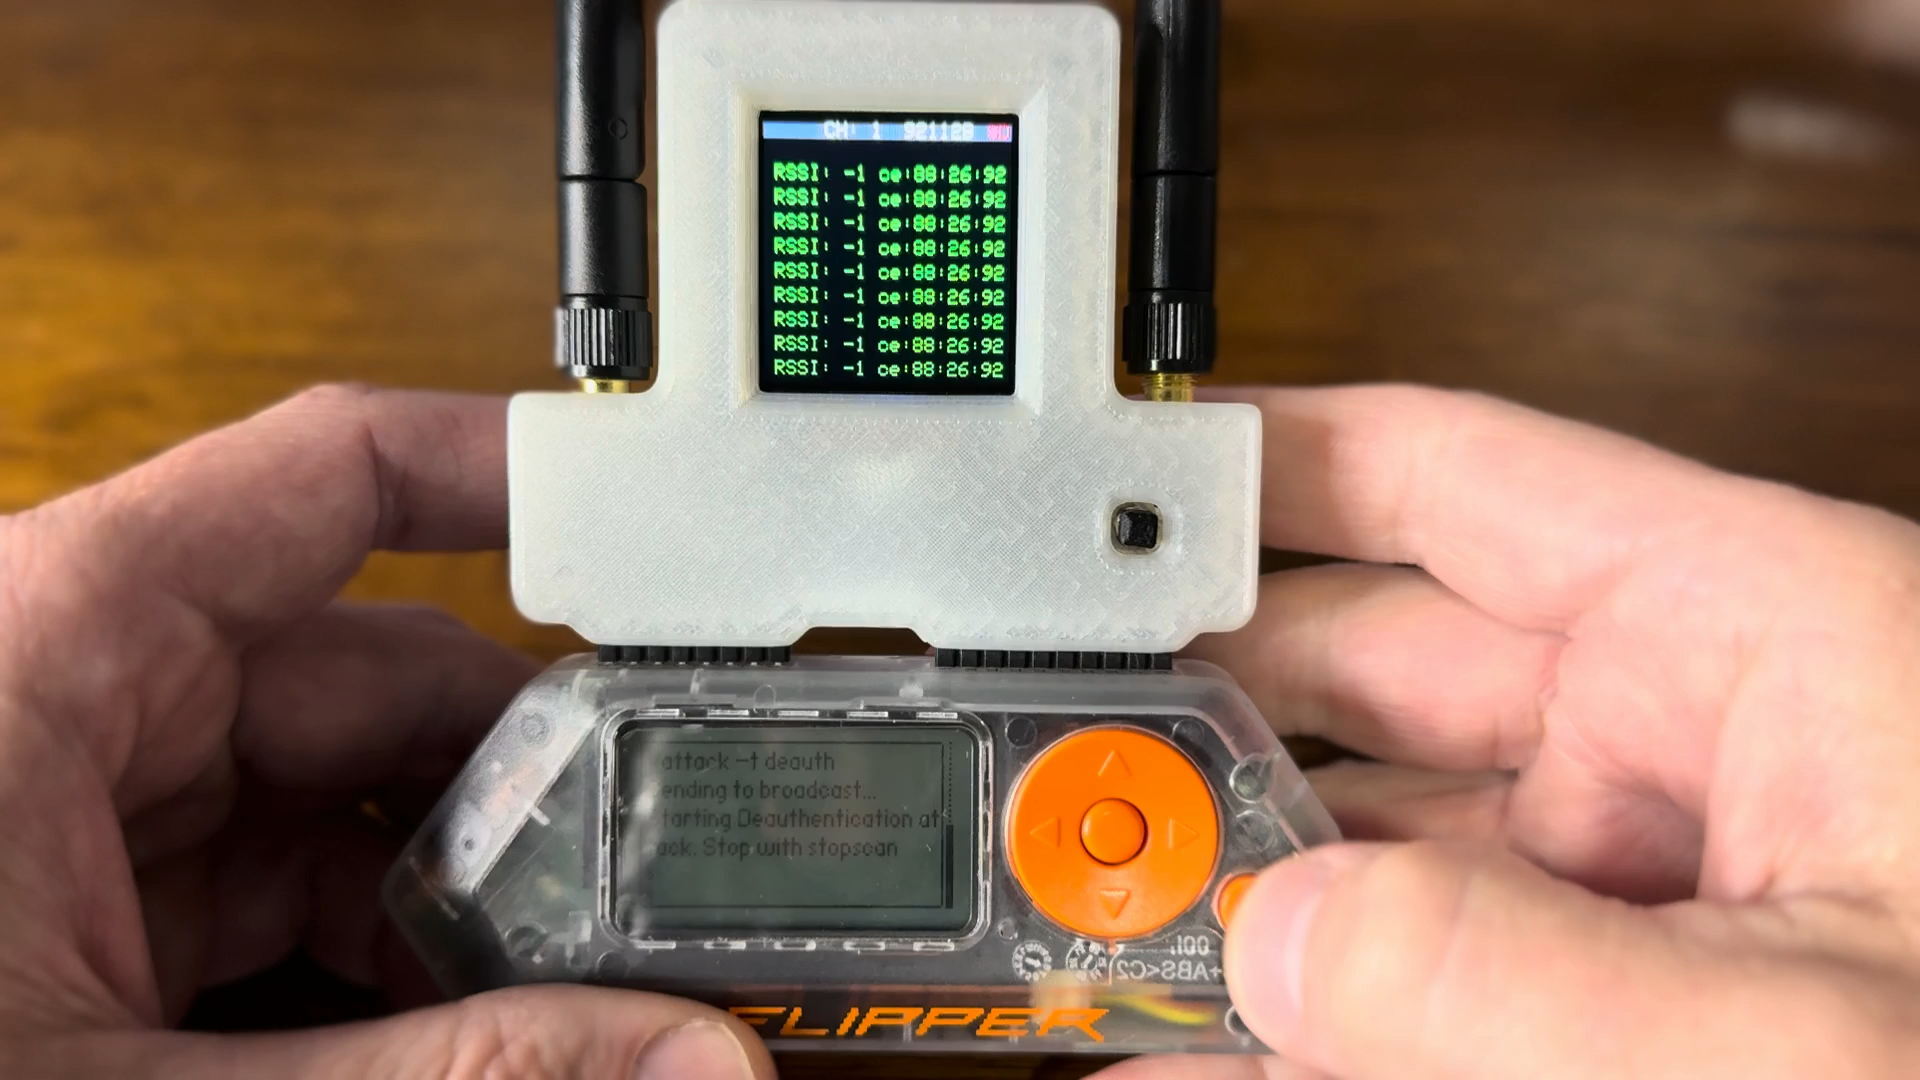 CH: 1 92112B
RSSI: -1 ce:88:26:92
RSSI: -1 ce:88:26:92
RSSI: -1 ce:88:26:92
RSSI: -1 ce:88:26:92
RSSI: -1 ce:88:26:92
RSSI: -1 ce:88:26:92
RSSI: -1 ce:88:26:92
RSSI: -1 ce:88:26:92
RSSI: -1 ce:88:26:92
attack -t deauth
ending to broadcast...
tarting Deauthentication at
ack. Stop with stopscan
FLIPPER